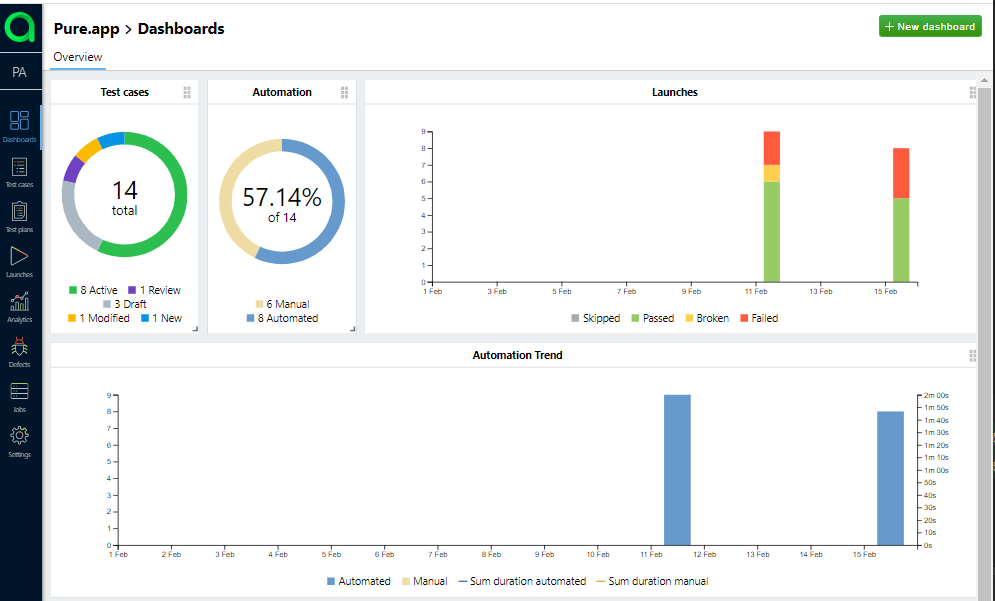 Pure.app > Dashboards
+ New dashboard
Overview
PA
Dashboards
Test cases
Test plans
Launches
Analytics
Defects
Jobs
Settings
Test cases
14
total
8 Active 1 Review
3 Draft
1 Modified 1 New
Automation
57.14%
of 14
6 Manual
8 Automated
Launches
9
8
7
6
5
4
3
2
1
0
1 Feb 3 Feb 5 Feb 7 Feb 9 Feb 11 Feb 13 Feb 15 Feb
Skipped Passed Broken Failed
Automation Trend
9
8
7
6
5
4
3
2
1
0
2m 00s
1m 50s
1m 40s
1m 30s
1m 20s
1m 10s
1m 00s
50s
40s
30s
20s
10s
0s
1 Feb 2 Feb 3 Feb 4 Feb 5 Feb 6 Feb 7 Feb 8 Feb 9 Feb 10 Feb 11 Feb 12 Feb 13 Feb 14 Feb 15 Feb
Automated Manual Sum duration automated Sum duration manual